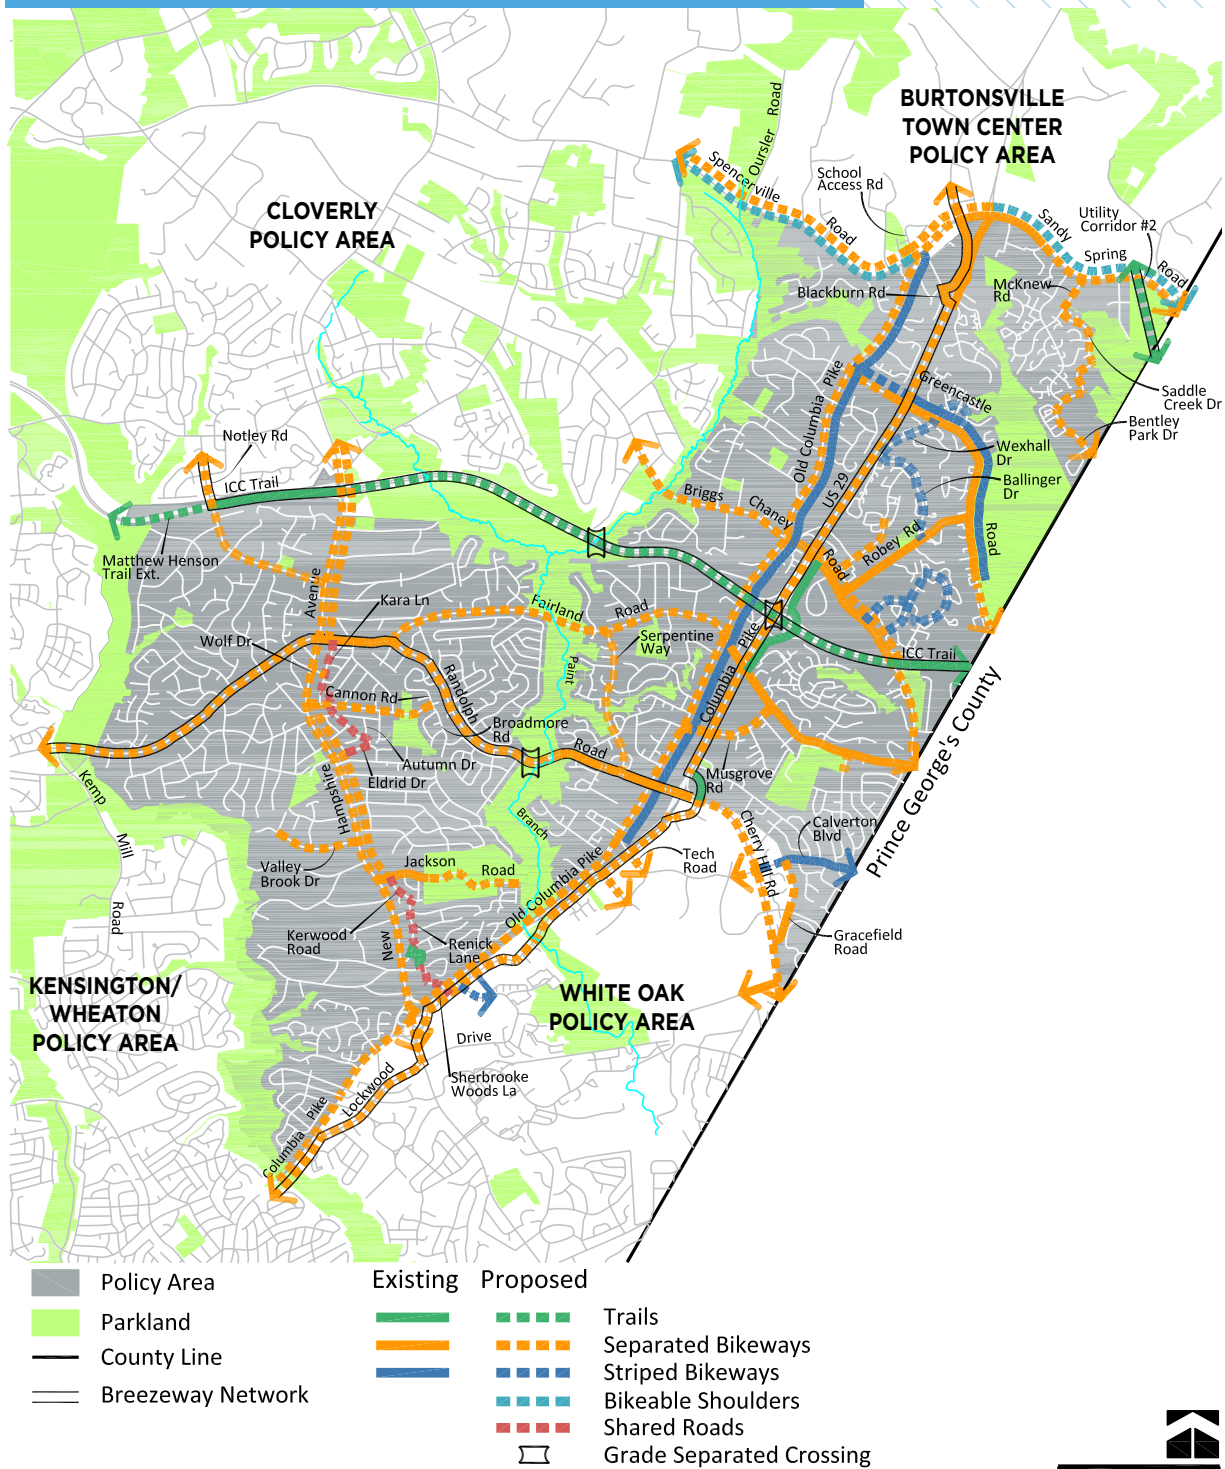 BURTONSVILLE
TOWN CENTER
POLICY AREA
CLOVERLY
POLICY AREA
Oursler Road
Spencerville
Road
School
Access Rd
Utility
Corridor #2
Sandy
Spring
Road
Blackburn Rd
McKnew
Rd
Saddle
Creek Dr
Bentley
Park Dr
Greencastle
Road
Old Columbia Pike
Wexhall
Dr
Ballinger
Dr
US 29
Notley Rd
ICC Trail
Briggs
Chaney
Road
Robey Rd
Matthew Henson
Trail Ext.
Avenue
Kara Ln
Fairland
Road
Serpentine
Way
Wolf Dr
ICC Trail
Paint
Columbia
Pike
Cannon Rd
Randolph
Broadmore
Rd
Road
Autumn Dr
Eldrid Dr
Musgrove
Rd
Prince George's County
Kemp
Mill
Road
Hampshire
Branch
Calverton
Blvd
Cherry Hill Rd
Valley
Brook Dr
Jackson
Road
Tech
Road
Old Columbia Pike
Kerwood
Road
New
Renick
Lane
Gracefield
Road
KENSINGTON/
WHEATON
POLICY AREA
WHITE OAK
POLICY AREA
Drive
Sherbrooke
Woods La
Lockwood
Columbia
Pike
Policy Area
Parkland
County Line
Breezeway Network
Existing Proposed
Trails
Separated Bikeways
Striped Bikeways
Bikeable Shoulders
Shared Roads
Grade Separated Crossing